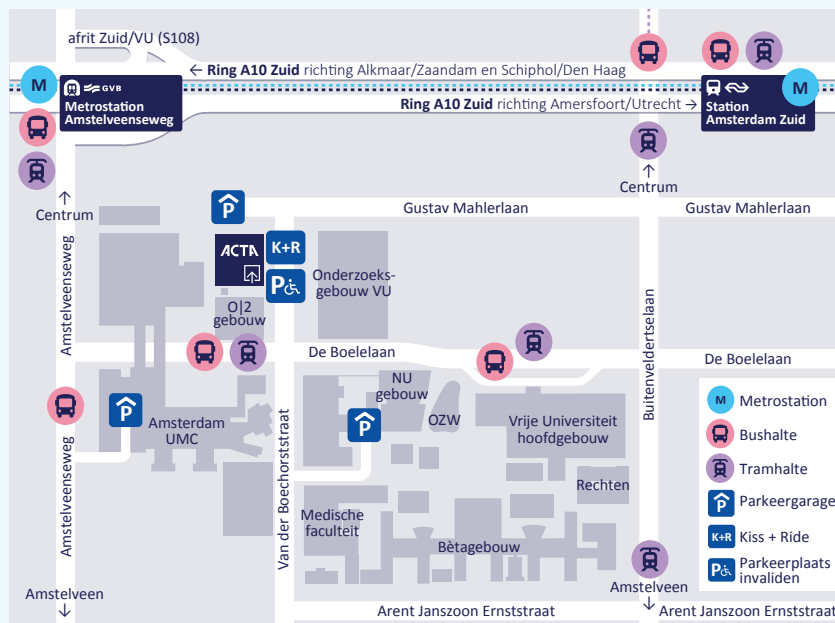 afrit Zuid/VU (S108)
← Ring A10 Zuid richting Alkmaar/Zaandam en Schiphol/Den Haag
M
GVB
Metrostation
Amstelveenseweg
Ring A10 Zuid richting Amersfoort/Utrecht →
M
Station
Amsterdam Zuid
↑
Centrum
↑
Centrum
P
Gustav Mahlerlaan
Gustav Mahlerlaan
Amstelveenseweg
ACTA
K+R
P
Onderzoeks-
gebouw VU
O|2
gebouw
Buitenveldertselaan
De Boelelaan
De Boelelaan
NU
gebouw
P
Amsterdam
UMC
P
OZW
Vrije Universiteit
hoofdgebouw
Van der Boechorststraat
Amstelveenseweg
Rechten
Medische
faculteit
Bètagebouw
M Metrostation
Bushalte
Tramhalte
P Parkeergarage
K+R Kiss + Ride
P Parkeerplaats
invaliden
Amstelveen
↓
Amstelveen
↓
Arent Janszoon Ernststraat
Arent Janszoon Ernststraat